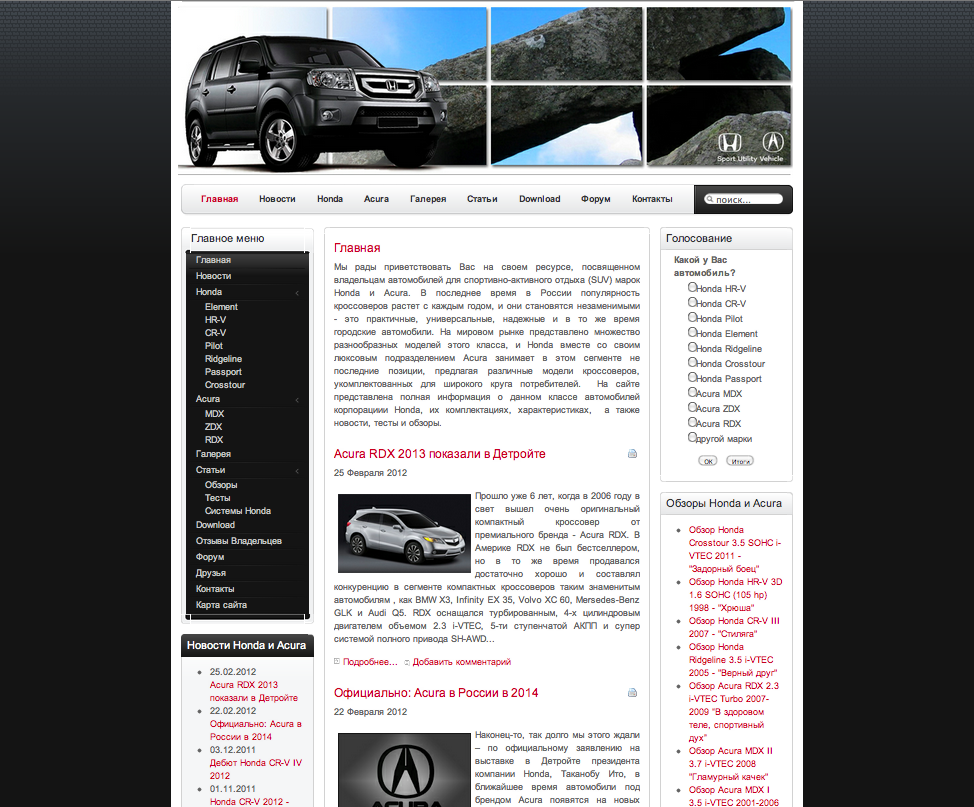 Sport Utility Vehicle
Главная Новости Honda Acura Галерея Статьи Download Форум Контакты поиск...
Главное меню
Главная
Новости
Honda
Element
HR-V
CR-V
Pilot
Ridgeline
Passport
Crosstour
Acura
MDX
ZDX
RDX
Галерея
Статьи
Обзоры
Тесты
Системы Honda
Download
Отзывы Владельцев
Форум
Друзья
Контакты
Карта сайта
Новости Honda и Acura
25.02.2012
Acura RDX 2013
показали в Детройте
22.02.2012
Официально: Acura в
России в 2014
03.12.2011
Дебют Honda CR-V IV
2012
01.11.2011
Honda CR-V 2012 -
Главная
Мы рады приветствовать Вас на своем ресурсе, посвященном
владельцам автомобилей для спортивно-активного отдыха (SUV) марок
Honda и Acura. В последнее время в России популярность
кроссоверов растет с каждым годом, и они становятся незаменимыми
- это практичные, универсальные, надежные и в то же время
городские автомобили. На мировом рынке представлено множество
разнообразных моделей этого класса, и Honda вместе со своим
люксовым подразделением Acura занимает в этом сегменте не
последние позиции, предлагая различные модели кроссоверов,
укомплектованных для широкого круга потребителей. На сайте
представлена полная информация о данном классе автомобилей
корпорациии Honda, их комплектациях, характеристиках, а также
новости, тесты и обзоры.
Acura RDX 2013 показали в Детройте
25 Февраля 2012
Прошло уже 6 лет, когда в 2006 году в
свет вышел очень оригинальный
компактный кроссовер от
премиального бренда - Acura RDX. В
Америке RDX не был бестселлером,
но в то же время продавался
достаточно хорошо и составлял
конкуренцию в сегменте компактных кроссоверов таким знаменитым
автомобилям , как BMW X3, Infinity EX 35, Volvo XC 60, Mersedes-Benz
GLK и Audi Q5. RDX оснащался турбированным, 4-х цилиндровым
двигателем объемом 2.3 i-VTEC, 5-ти ступенчатой АКПП и супер
системой полного привода SH-AWD...
Подробнее... Добавить комментарий
Официально: Acura в России в 2014
22 Февраля 2012
ACURA
Наконец-то, так долго мы этого ждали
– по официальному заявлению на
выставке в Детройте президента
компании Honda, Таканобу Ито, в
ближайшее время автомобили под
брендом Acura появятся на новых
Голосование
Какой у Вас
автомобиль?
Honda HR-V
Honda CR-V
Honda Pilot
Honda Element
Honda Ridgeline
Honda Crosstour
Honda Passport
Acura MDX
Acura ZDX
Acura RDX
другой марки
ОК Итоги
Обзоры Honda и Acura
Обзор Honda
Crosstour 3.5 SOHC i-
VTEC 2011 -
"Задорный боец"
Обзор Honda HR-V 3D
1.6 SOHC (105 hp)
1998 - "Хрюша"
Обзор Honda CR-V III
2007 - "Стиляга"
Обзор Honda
Ridgeline 3.5 i-VTEC
2005 - "Верный друг"
Обзор Acura RDX 2.3
i-VTEC Turbo 2007-
2009 "В здоровом
теле, спортивный
дух"
Обзор Acura MDX II
3.7 i-VTEC 2008
"Гламурный качек"
Обзор Acura MDX I
3.5 i-VTEC 2001-2006